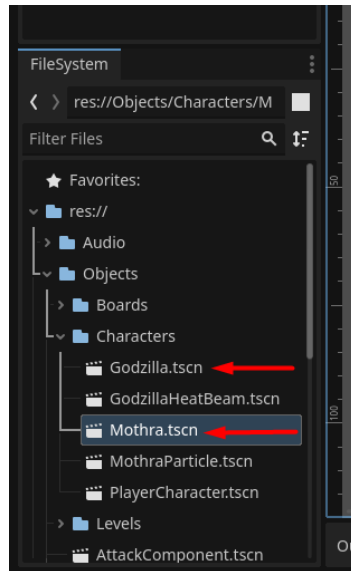 FileSystem
res://Objects/Characters/M
Filter Files
Favorites:
res://
Audio
Objects
Boards
Characters
Godzilla.tscn
GodzillaHeatBeam.tscn
Mothra.tscn
MothraParticle.tscn
PlayerCharacter.tscn
Levels
AttackComponent.tscn
50
100
Ou